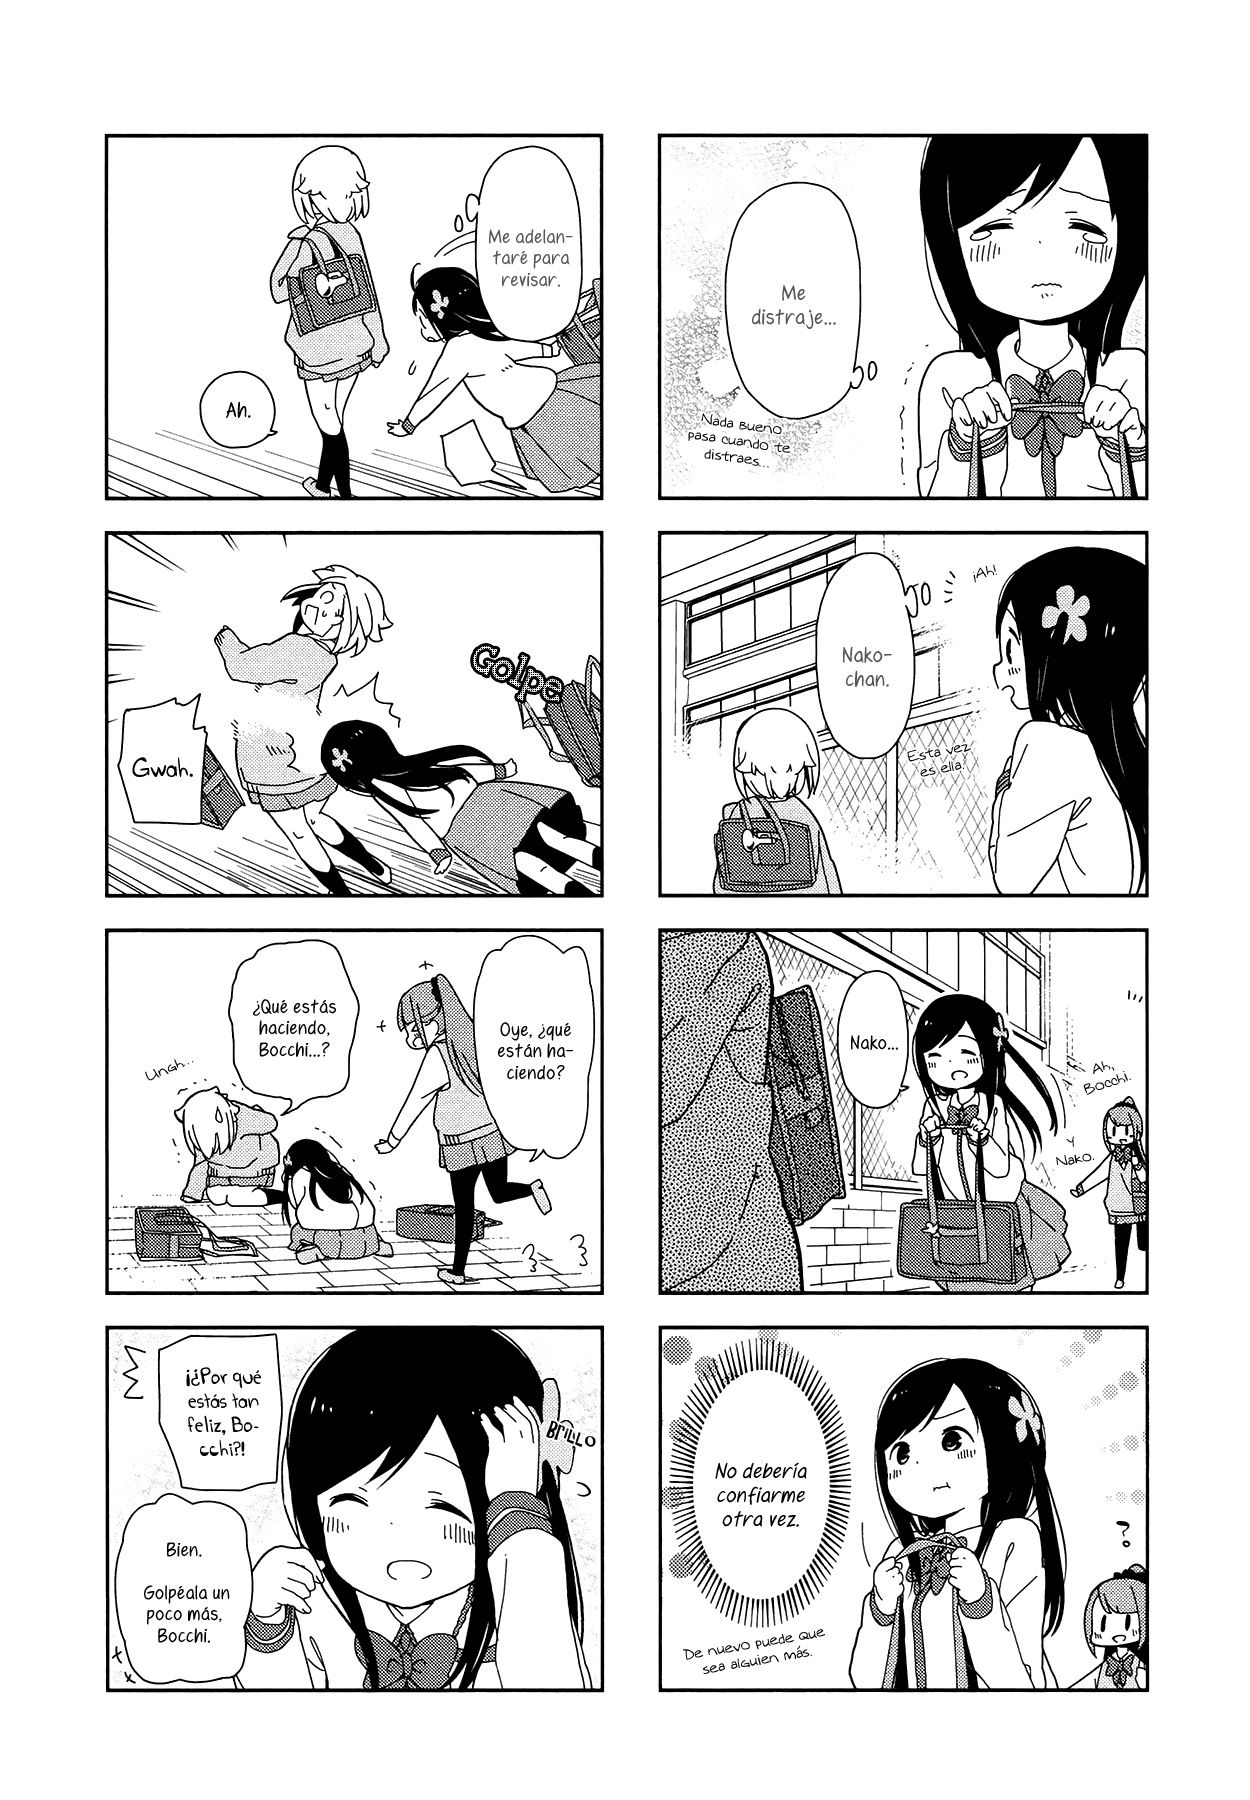 Me
distraje...
Nada bueno
pasa cuando te
distraes...
¡Ah!
Nako-
chan.
Esta vez
es ella.
Nako...
Ah,
Bocchi.
Y
Nako.
No debería
confiarme
otra vez.
De nuevo puede que
sea alguien más.
?
Me adelan-
taré para
revisar.
Ah.
Golpe
Gwah.
Oye, ¿qué
están ha-
ciendo?
¿Qué estás
haciendo,
Bocchi...?
Ungh...
¡¿Por qué
estás tan
feliz, Bo-
cchi?!
Brillo
Bien.
Golpéala un
poco más,
Bocchi.